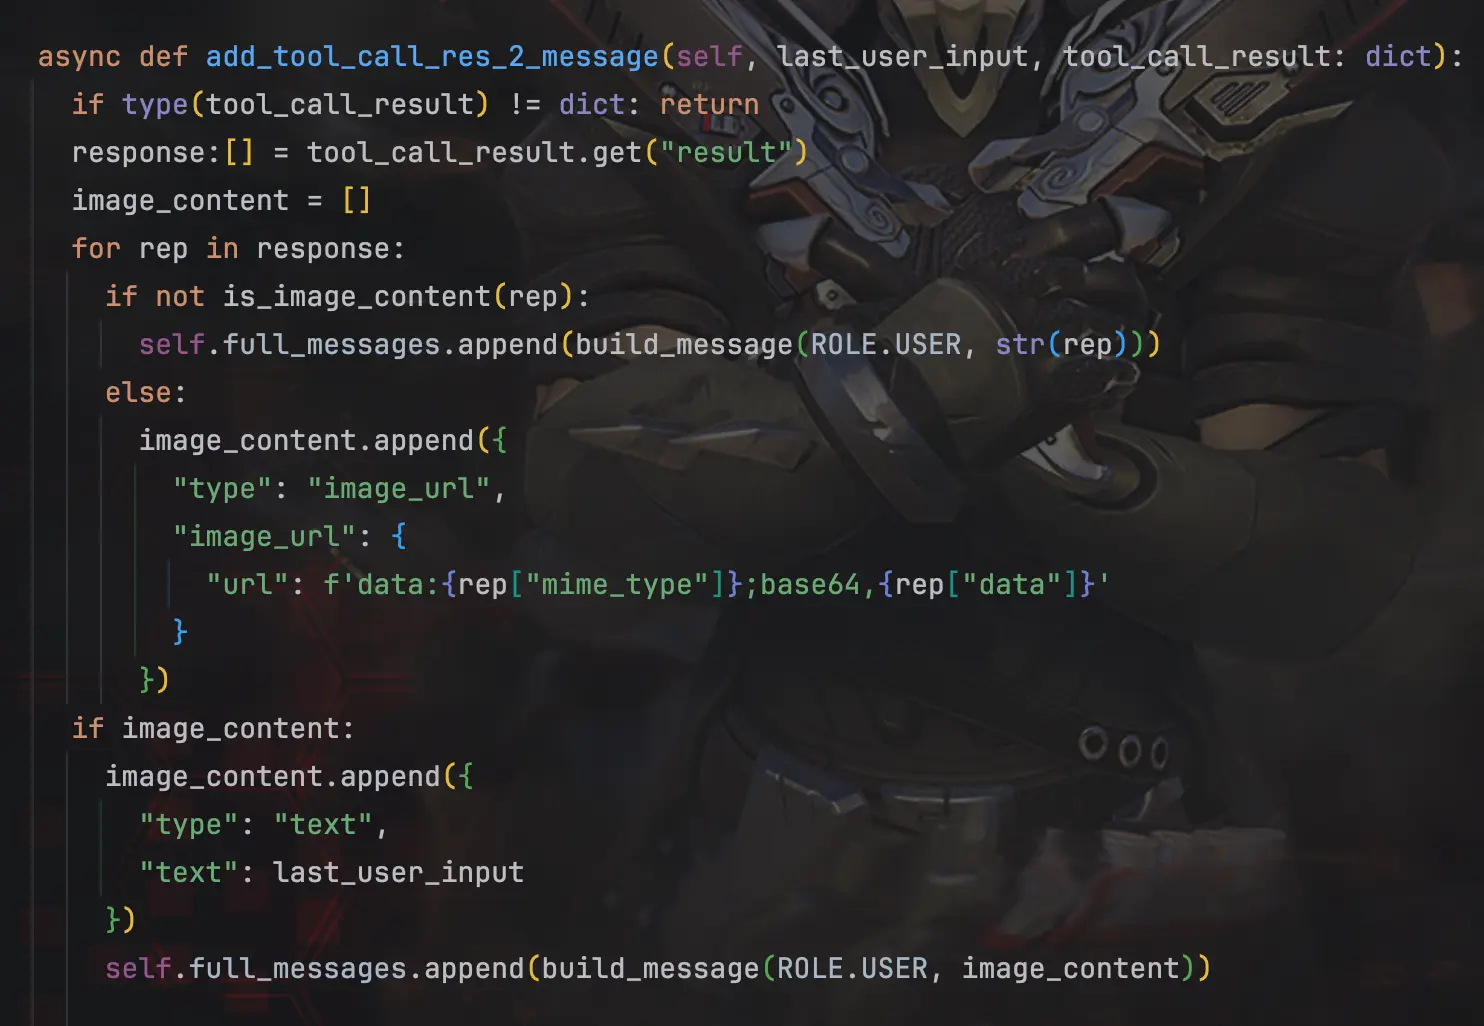 async def add_tool_call_res_2_message(self, last_user_input, tool_call_result: dict):
if type(tool_call_result) != dict: return
response:[] = tool_call_result.get("result")
image_content = []
for rep in response:
if not is_image_content(rep):
self.full_messages.append(build_message(ROLE.USER, str(rep)))
else:
image_content.append({
"type": "image_url",
"image_url": {
"url": f'data:{rep["mime_type"]};base64,{rep["data"]}'
}
})
if image_content:
image_content.append({
"type": "text",
"text": last_user_input
})
self.full_messages.append(build_message(ROLE.USER, image_content))